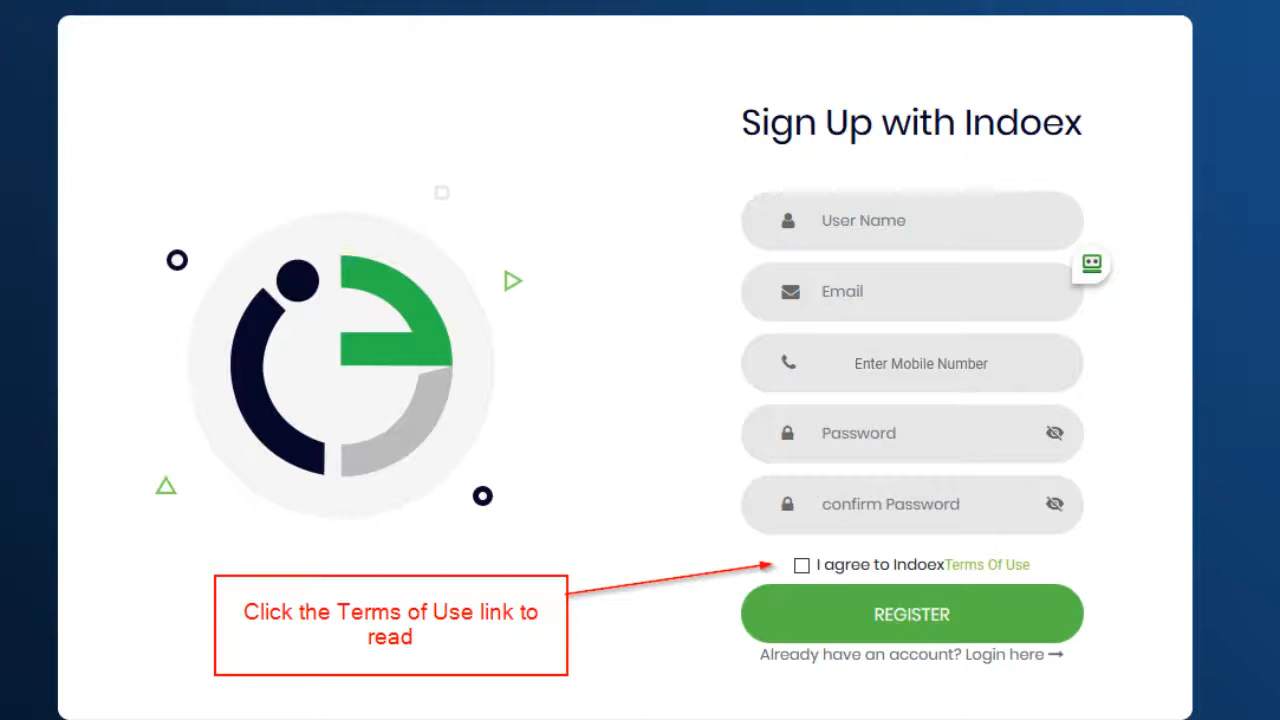 Sign Up with Indoex
User Name
Email
Enter Mobile Number
Password
confirm Password
I agree to IndoexTerms Of Use
Click the Terms of Use link to
read
REGISTER
Already have an account? Login here →